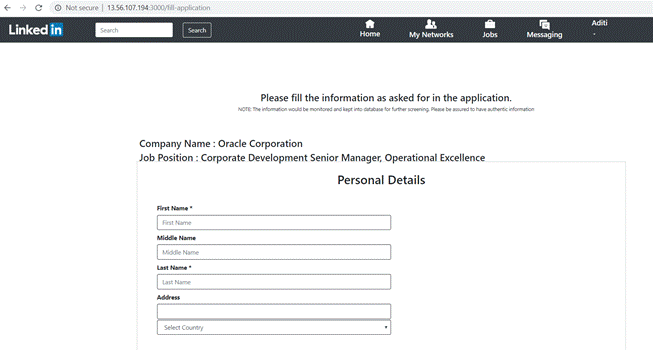 Not secure | 13.56.107.194:3000/fill-application
Linked in
Search
Search
Home
My Networks
Jobs
Messaging
Aditi
Please fill the information as asked for in the application.
NOTE: The information would be monitored and kept into database for further screening. Please be assured to have authentic information
Company Name : Oracle Corporation
Job Position : Corporate Development Senior Manager, Operational Excellence
Personal Details
First Name *
First Name
Middle Name
Middle Name
Last Name *
Last Name
Address
Select Country